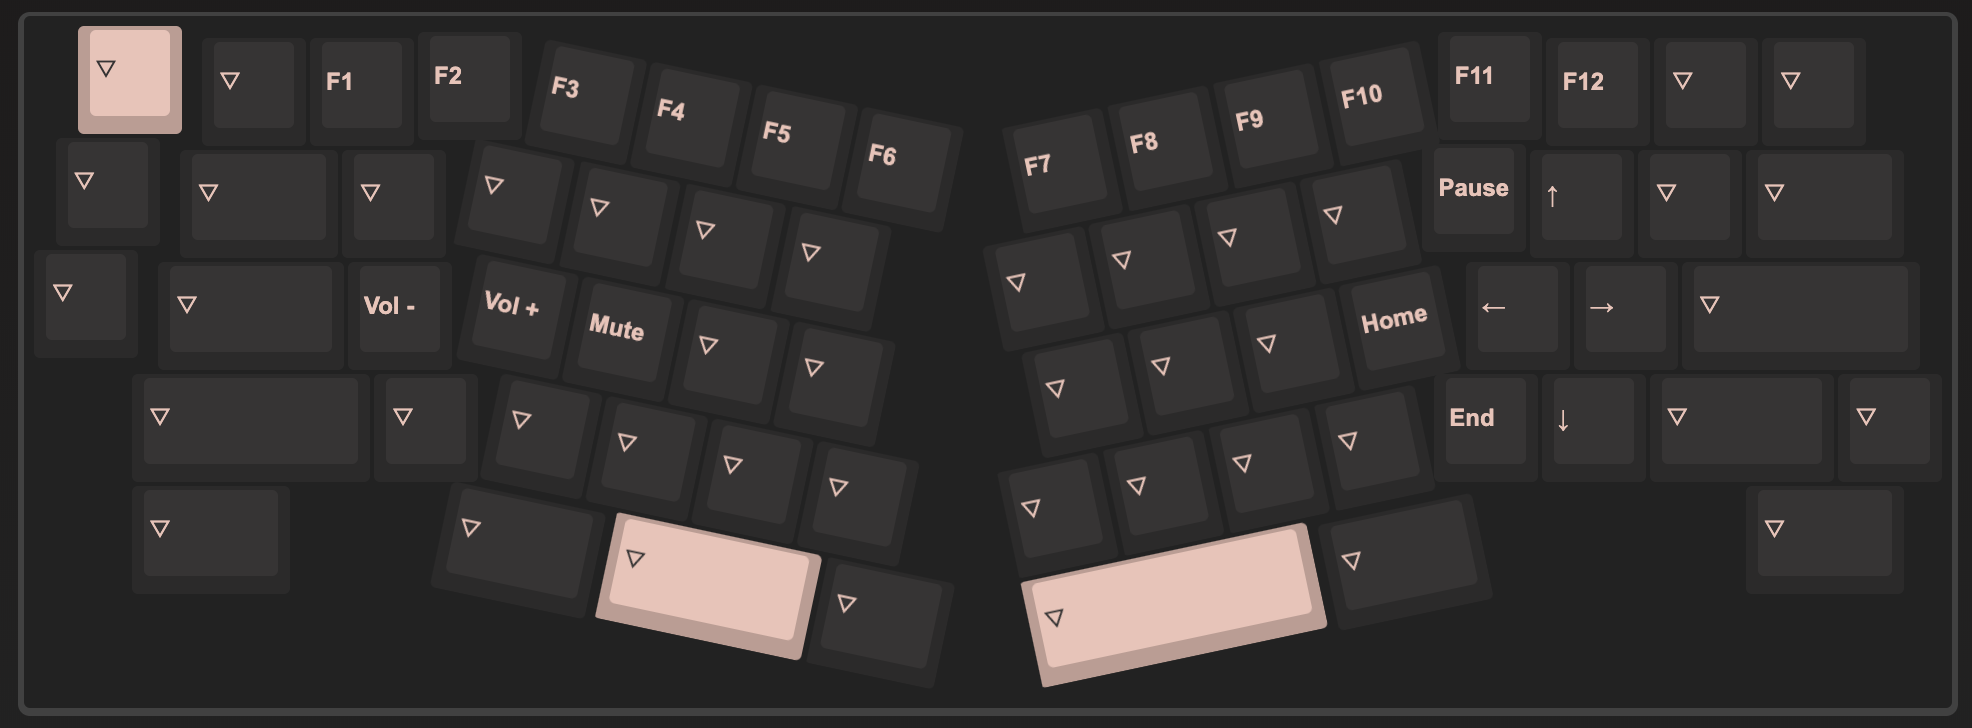 ▽ ▽ F1 F2 F3 F4 F5 F6 F7 F8 F9 F10 F11 F12 ▽ ▽
▽ ▽ ▽ ▽ ▽ ▽ ▽ ▽ ▽ ▽ ▽ Pause ↑ ▽ ▽
▽ ▽ Vol - Vol + Mute ▽ ▽ ▽ ▽ ▽ Home ← → ▽
▽ ▽ ▽ ▽ ▽ ▽ ▽ ▽ ▽ ▽ End ↓ ▽ ▽
▽ ▽ ▽ ▽ ▽ ▽ ▽